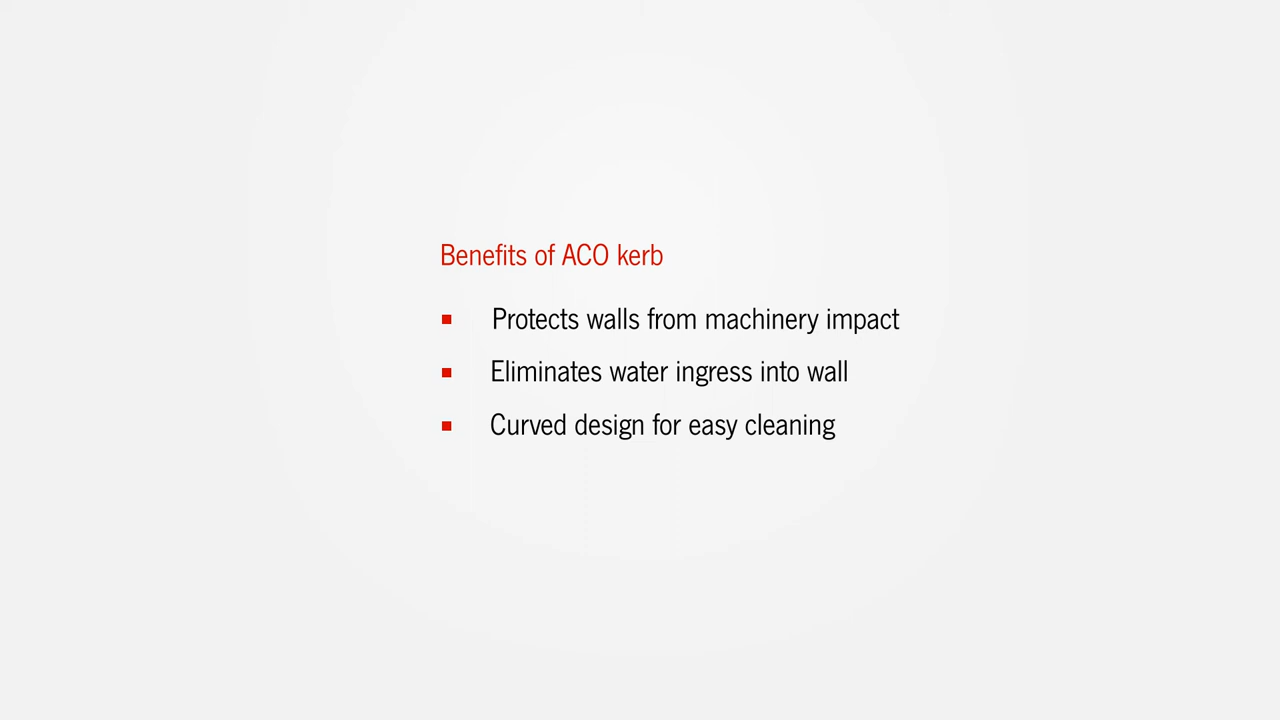 Benefits of ACO kerb
Protects walls from machinery impact
Eliminates water ingress into wall
Curved design for easy cleaning